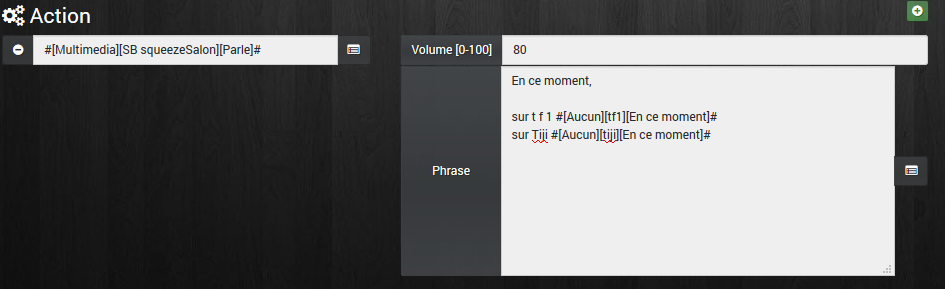 Action
#[Multimedia][SB squeezeSalon][Parle]#
Volume [0-100]
80
Phrase
En ce moment,
sur t f 1 #[Aucun][tf1][En ce moment]#
sur Tiji #[Aucun][tiji][En ce moment]#